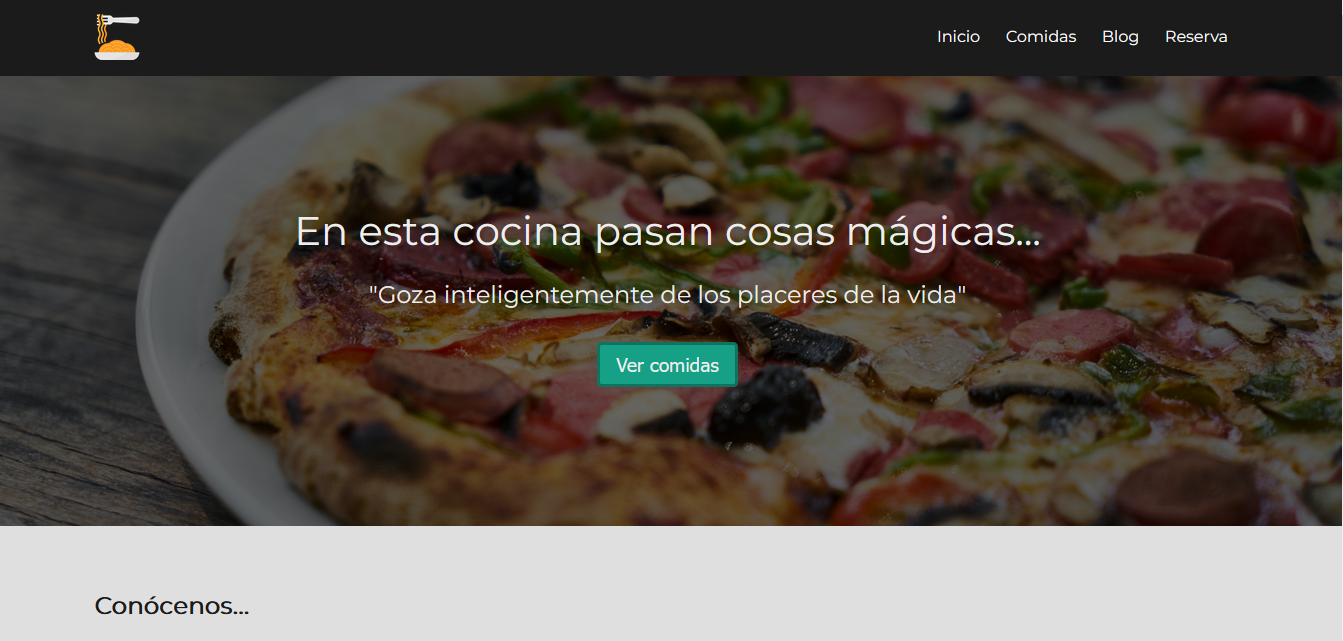 Inicio Comidas Blog Reserva
En esta cocina pasan cosas mágicas...
"Goza inteligentemente de los placeres de la vida"
Ver comidas
Conócenos...